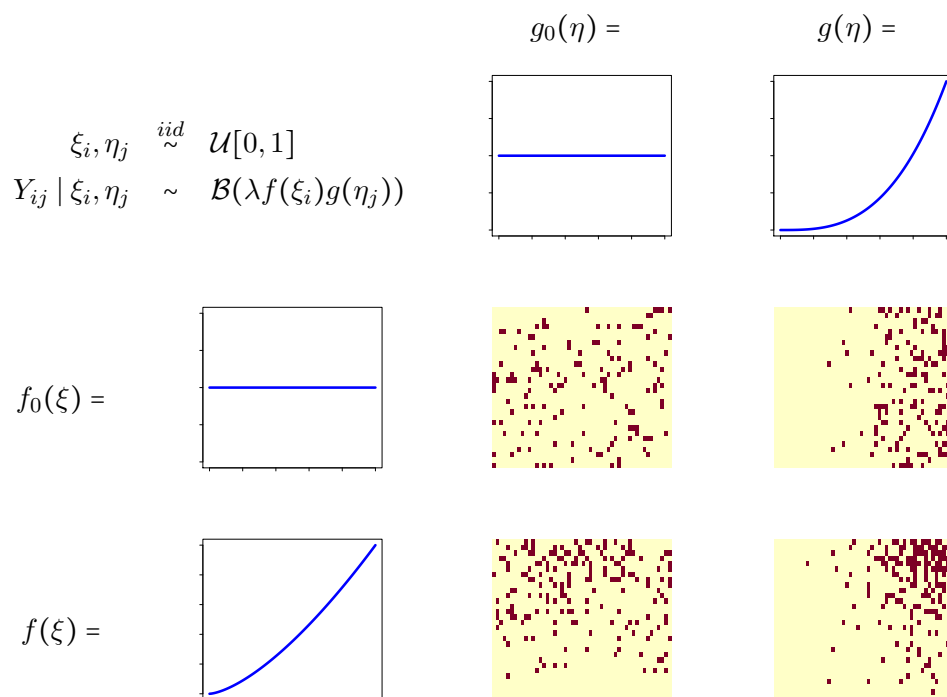 g₀(η) =
g(η) =
ξᵢ, ηⱼ iid ~ 𝒰[0, 1]
Yᵢⱼ | ξᵢ, ηⱼ ~ ℬ(λf(ξᵢ)g(ηⱼ))
f₀(ξ) =
f(ξ) =